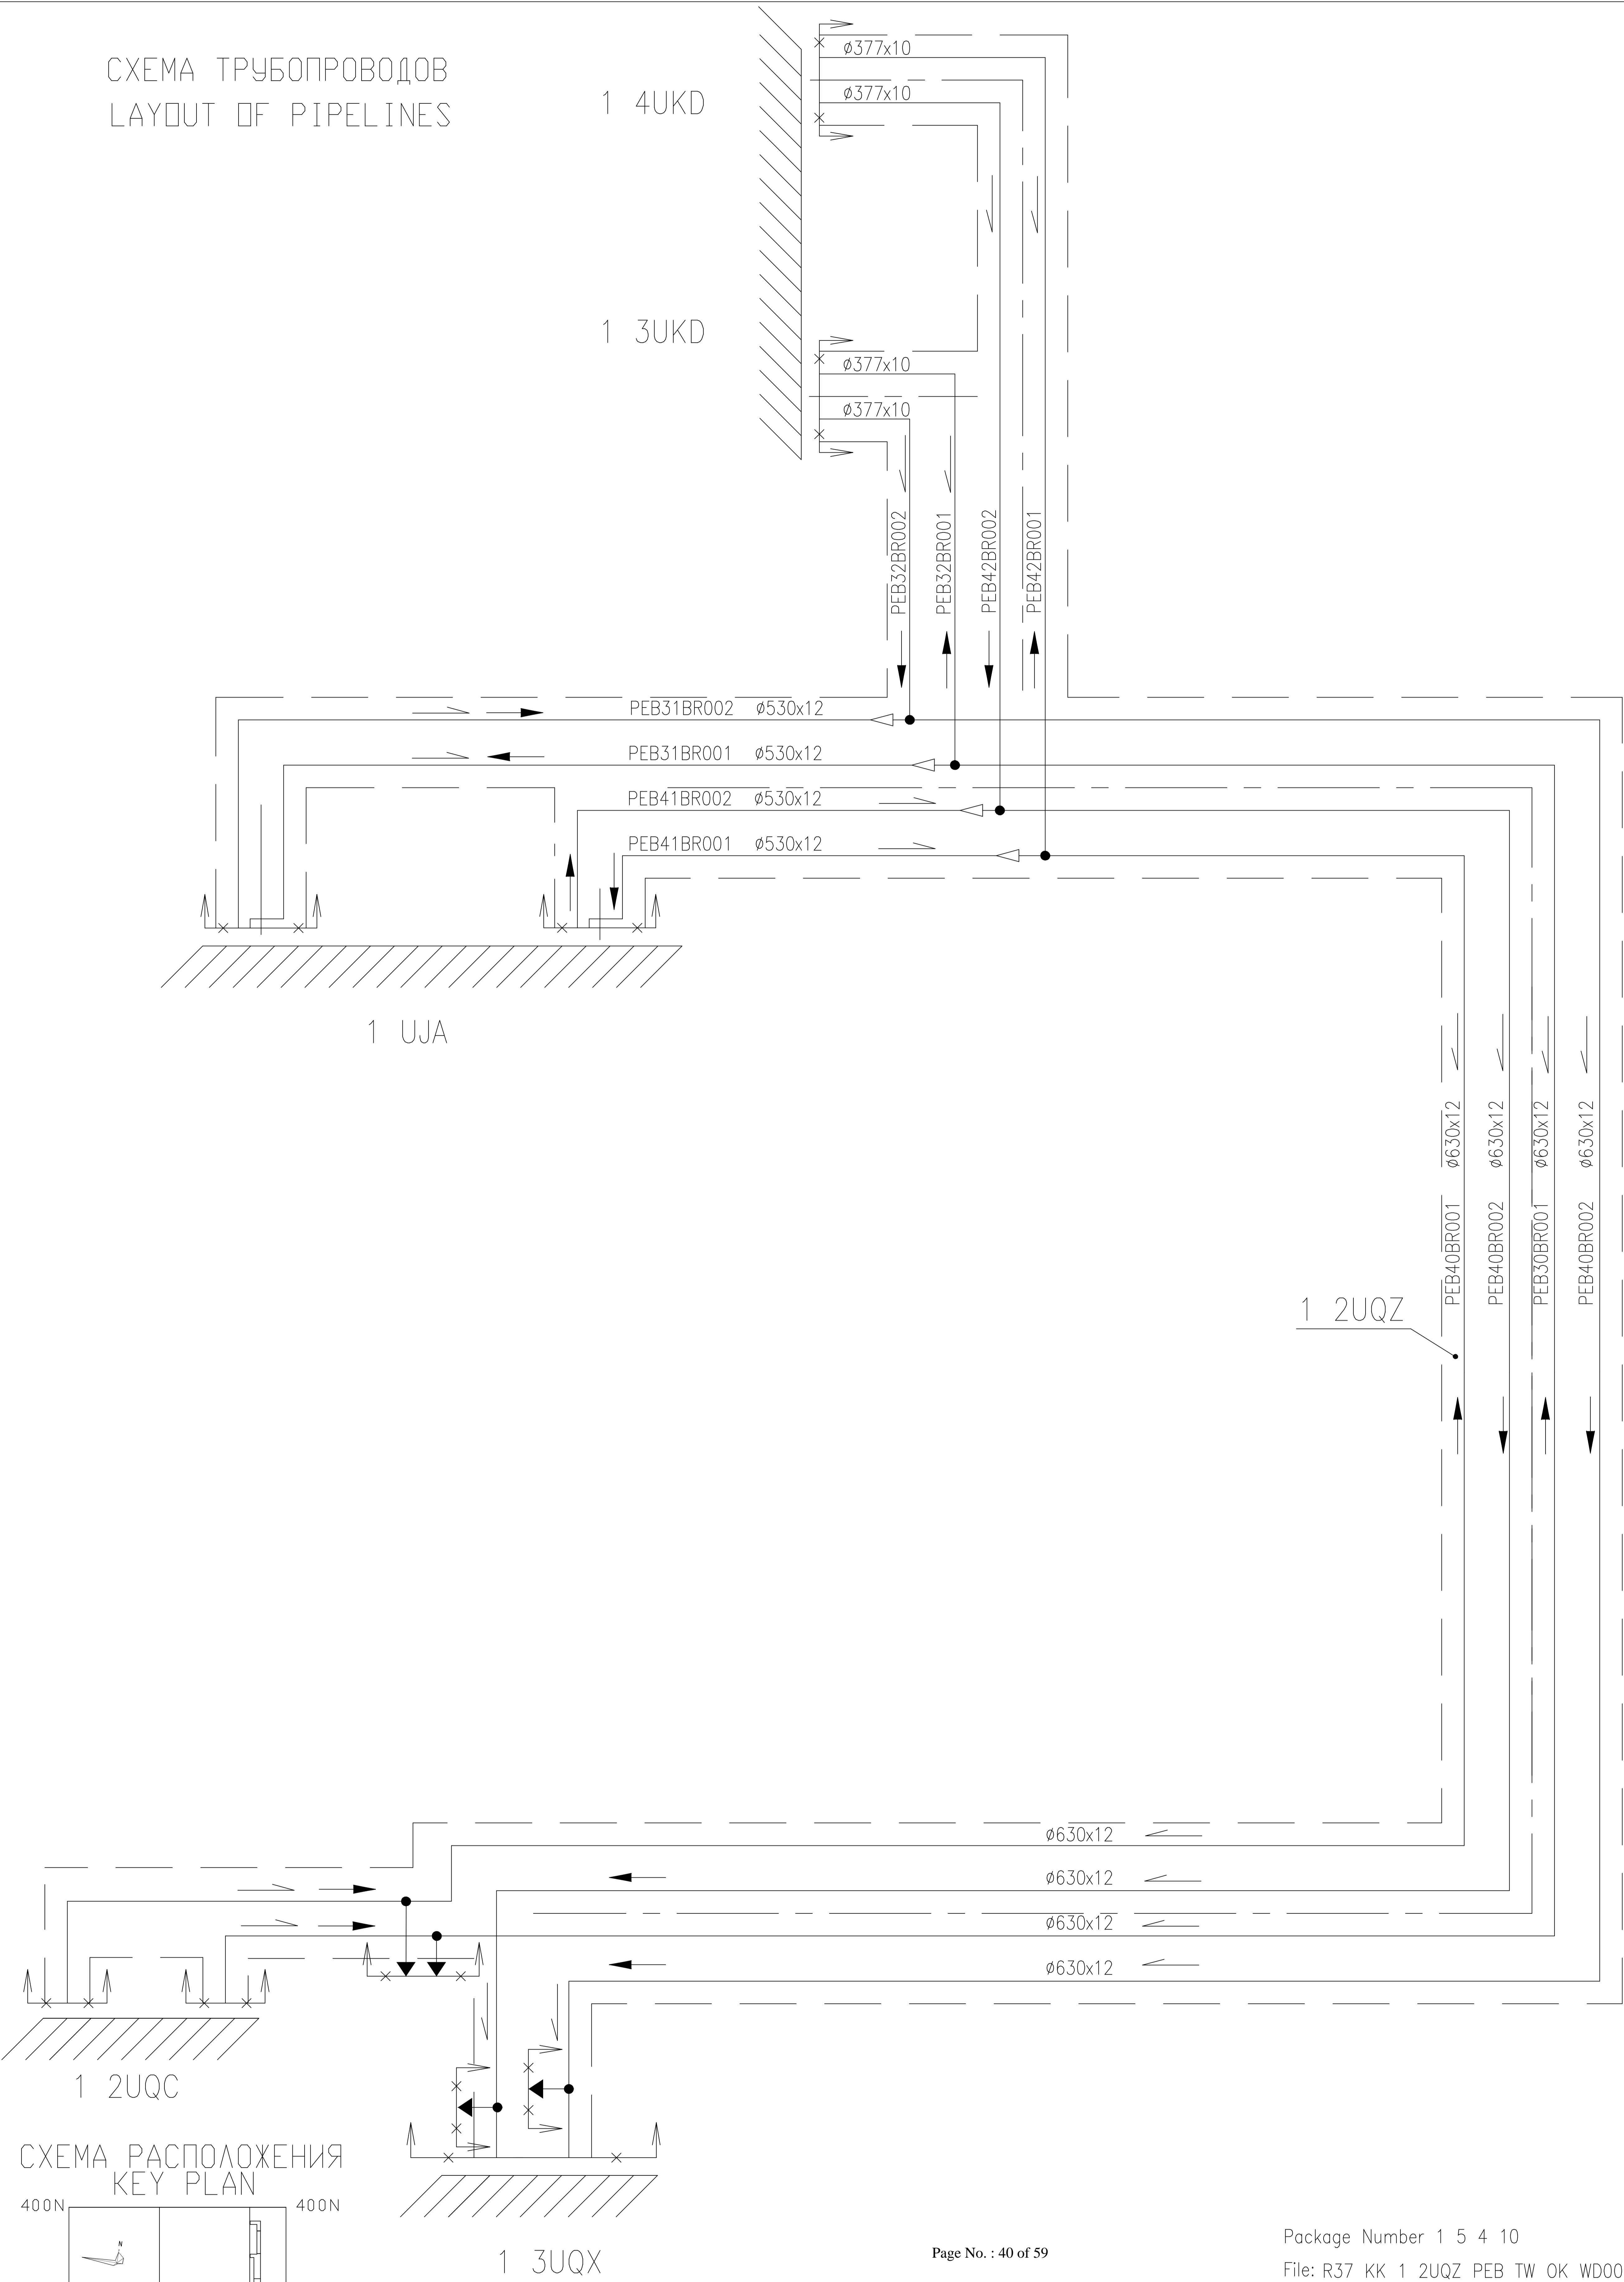 СХЕМА ТРУБОПРОВОДОВ
LAYOUT OF PIPELINES
1 4UKD
ø377x10
ø377x10
1 3UKD
ø377x10
ø377x10
PEB32BR002
PEB32BR001
PEB42BR002
PEB42BR001
PEB31BR002 ø530x12
PEB31BR001 ø530x12
PEB41BR002 ø530x12
PEB41BR001 ø530x12
1 UJA
PEB40BR001 ø630x12
PEB40BR002 ø630x12
PEB30BR001 ø630x12
PEB40BR002 ø630x12
1 2UQZ
ø630x12
ø630x12
ø630x12
ø630x12
1 2UQC
СХЕМА РАСПОЛОЖЕНИЯ
KEY PLAN
400N 400N
N
1 3UQX
Page No. : 40 of 59
Package Number 1 5 4 10
File: R37 KK 1 2UQZ PEB TW OK WD00